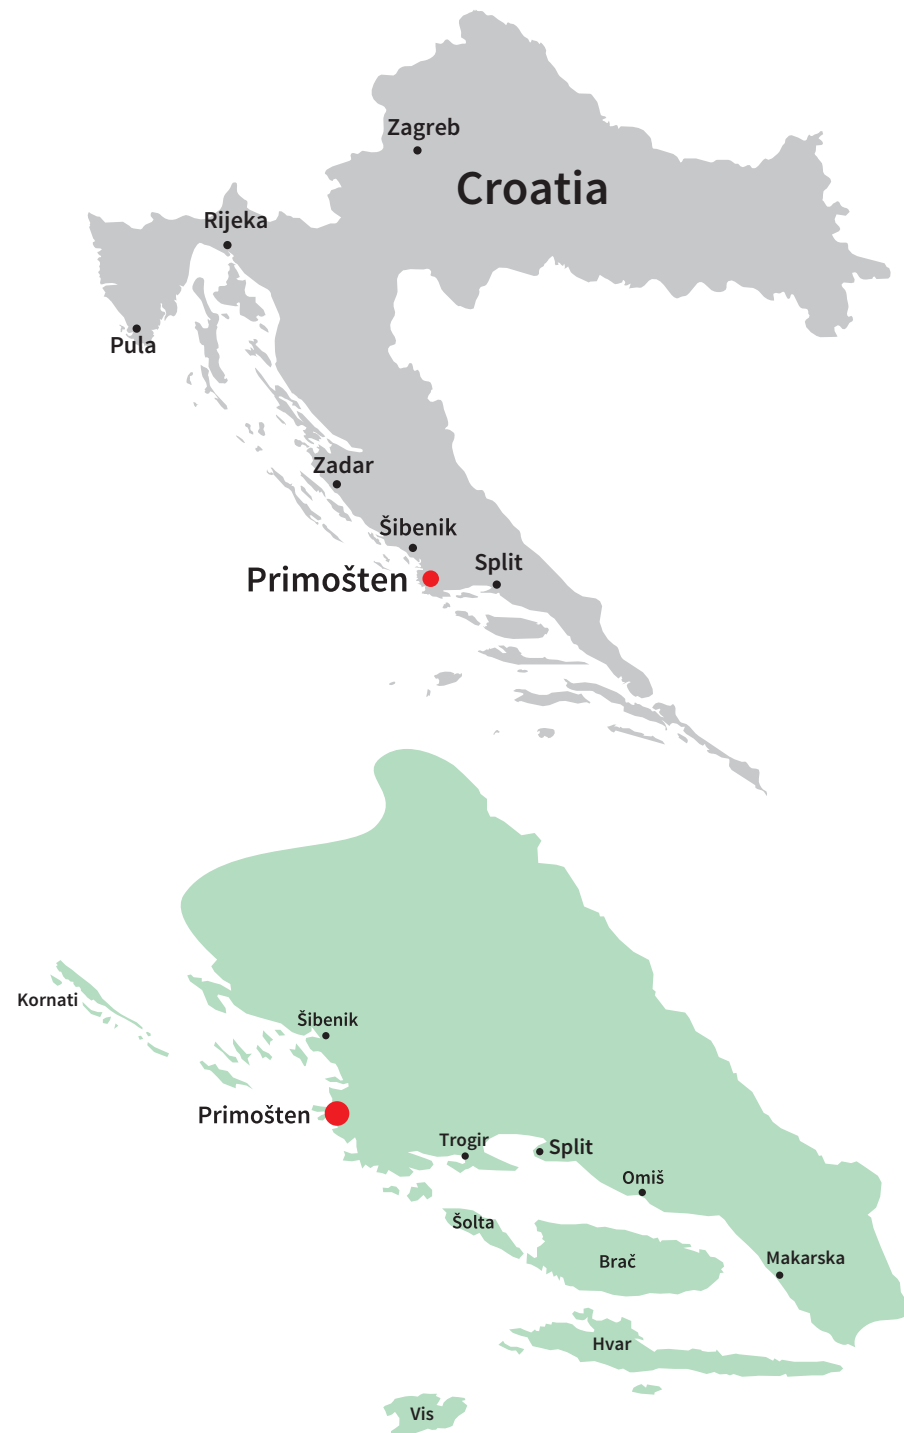 Zagreb
Croatia
Rijeka
Pula
Zadar
Šibenik
Split
Primošten
Kornati
Šibenik
Primošten
Trogir
Split
Omiš
Šolta
Brač
Makarska
Hvar
Vis